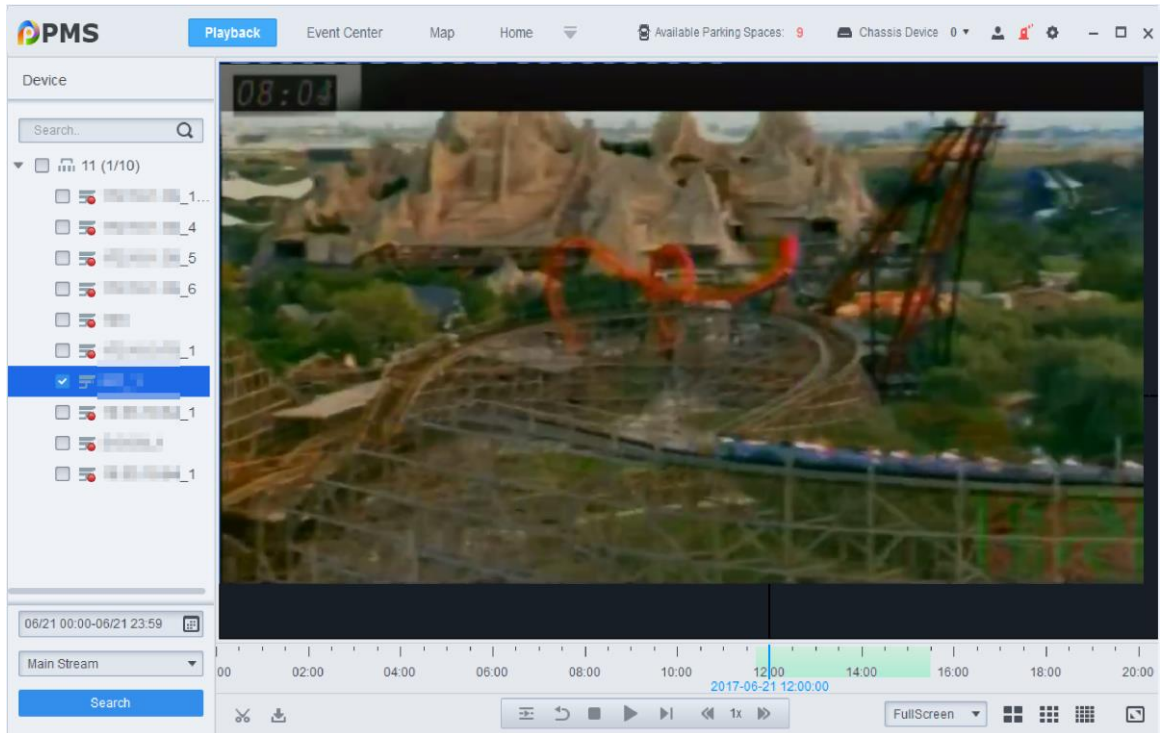 PMS Playback Event Center Map Home Available Parking Spaces: 9 Chassis Device 0
Device
08:03
Search..
11 (1/10)
_1...
_4
_5
_6
_1
_1
_1
06/21 00:00-06/21 23:59
Main Stream
Search
00 02:00 04:00 06:00 08:00 10:00 12:00 14:00 16:00 18:00 20:00
2017-06-21 12:00:00
1x FullScreen